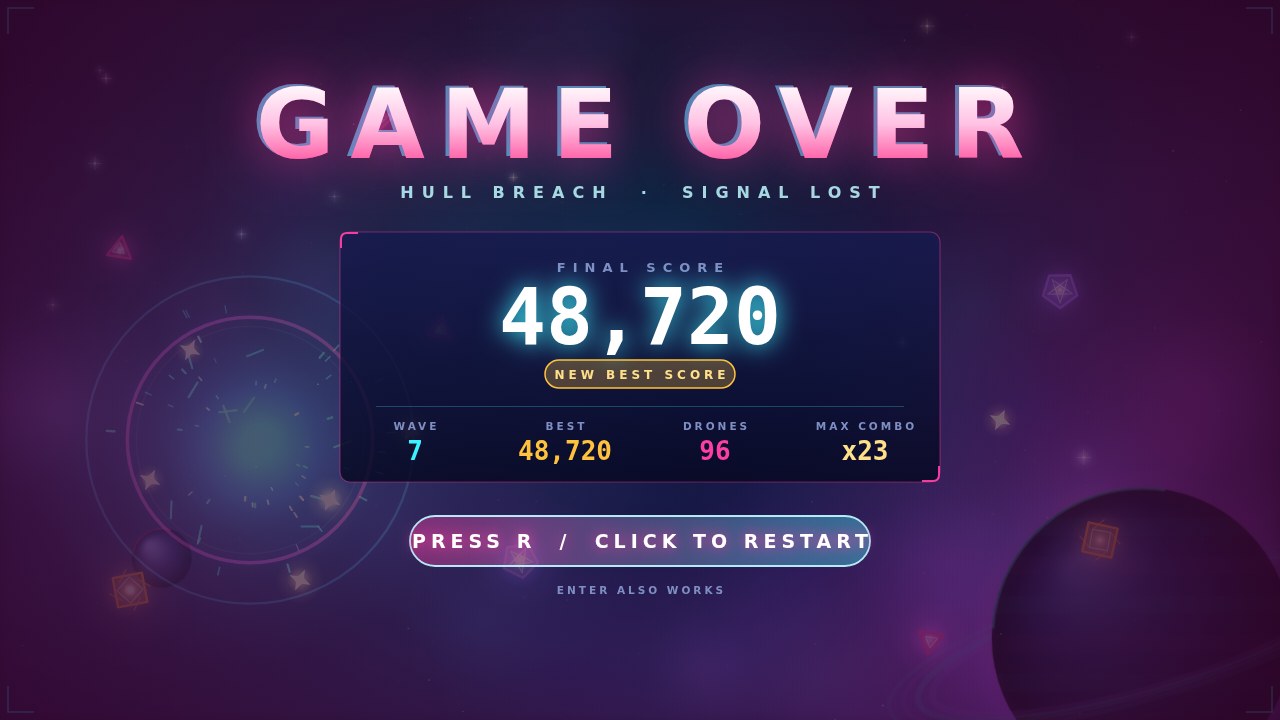 GAME OVER
HULL BREACH · SIGNAL LOST
FINAL SCORE
48,720
NEW BEST SCORE
WAVE BEST DRONES MAX COMBO
7 48,720 96 x23
PRESS R / CLICK TO RESTART
ENTER ALSO WORKS